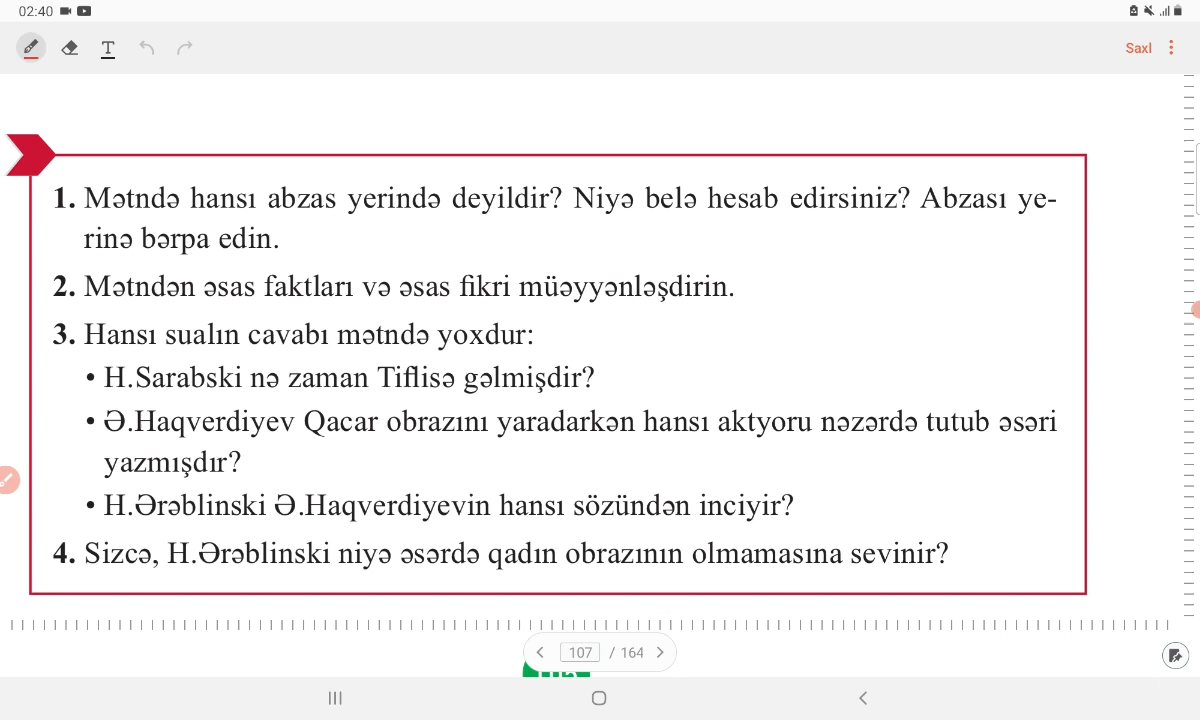 02:40
T
Saxl
1. Mətndə hansı abzas yerində deyildir? Niyə belə hesab edirsiniz? Abzası ye-
rinə bərpa edin.
2. Mətndən əsas faktları və əsas fikri müəyyənləşdirin.
3. Hansı sualın cavabı mətndə yoxdur:
• H.Sarabski nə zaman Tiflisə gəlmişdir?
• Ə.Haqverdiyev Qacar obrazını yaradarkən hansı aktyoru nəzərdə tutub əsəri
yazmışdır?
• H.Ərəblinski Ə.Haqverdiyevin hansı sözündən inciyir?
4. Sizcə, H.Ərəblinski niyə əsərdə qadın obrazının olmamasına sevinir?
107 / 164